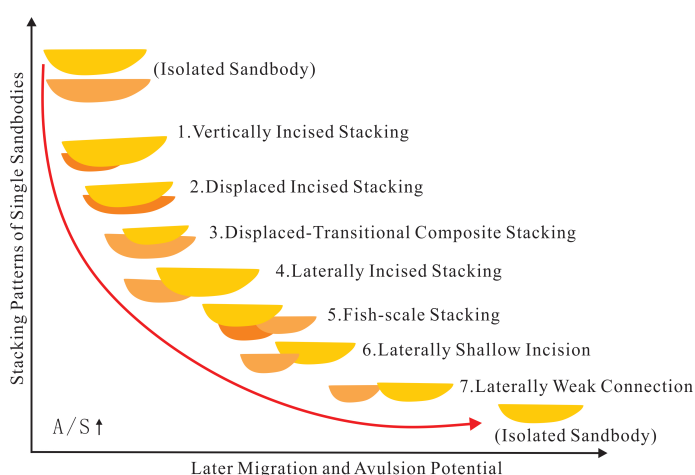 Stacking Patterns of Single Sandbodies
(Isolated Sandbody)
1.Vertically Incised Stacking
2.Displaced Incised Stacking
3.Displaced-Transitional Composite Stacking
4.Laterally Incised Stacking
5.Fish-scale Stacking
6.Laterally Shallow Incision
7.Laterally Weak Connection
(Isolated Sandbody)
A/S↑
Later Migration and Avulsion Potential